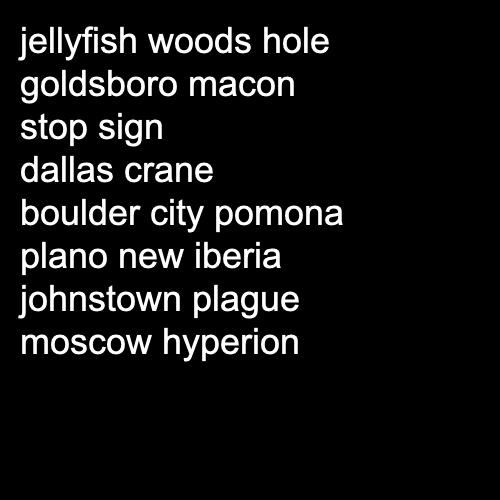 jellyfish woods hole
goldsboro macon
stop sign
dallas crane
boulder city pomona
plano new iberia
johnstown plague
moscow hyperion